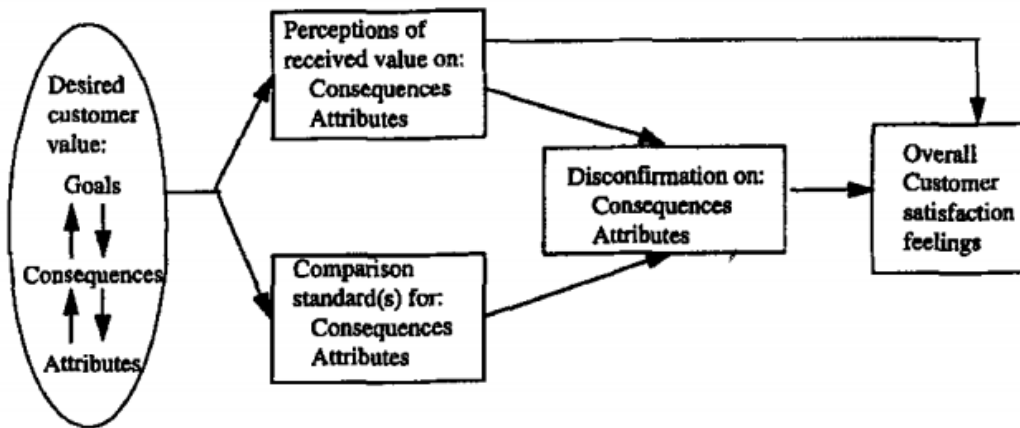 Desired
customer
value:
Goals
Consequences
Attributes
Perceptions of
received value on:
Consequences
Attributes
Comparison
standard(s) for:
Consequences
Attributes
Disconfirmation on:
Consequences
Attributes
Overall
Customer
satisfaction
feelings